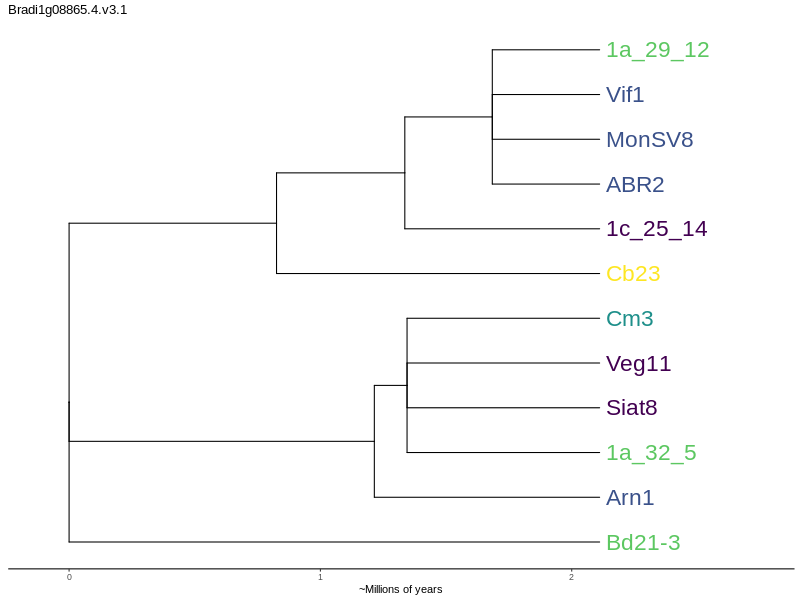 Bradi1g08865.4.v3.1
1a_29_12
Vif1
MonSV8
ABR2
1c_25_14
Cb23
Cm3
Veg11
Siat8
1a_32_5
Arn1
Bd21-3
0 1 2
~Millions of years